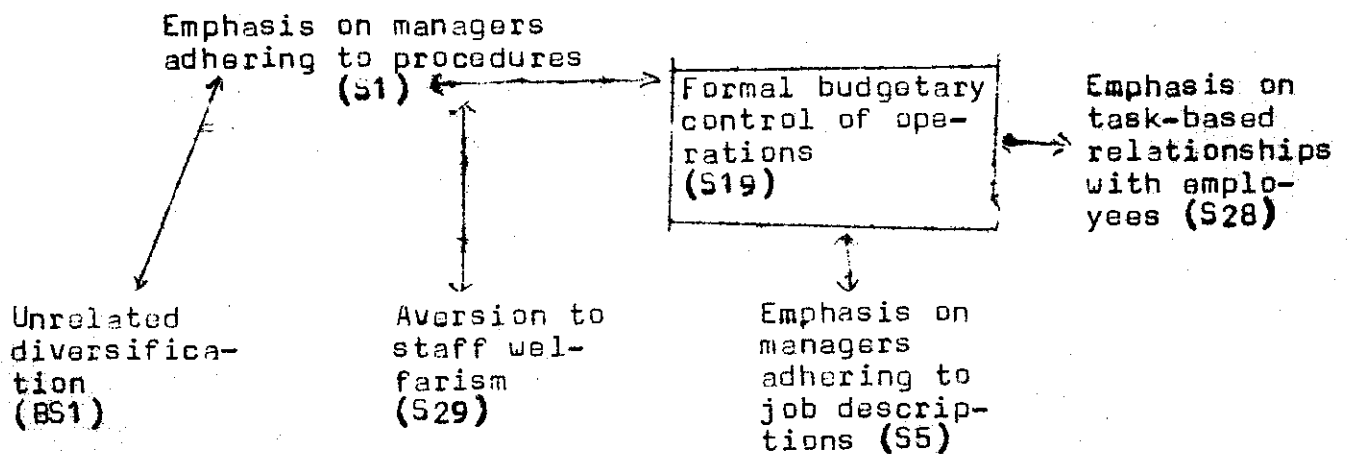 Emphasis on managers
adhering to procedures
(S1)
Formal budgetary
control of ope-
rations
(S19)
Emphasis on
task-based
relationships
with emplo-
yees (S28)
Unrelated
diversifica-
tion
(BS1)
Aversion to
staff wel-
farism
(S29)
Emphasis on
managers
adhering to
job descrip-
tions (S5)